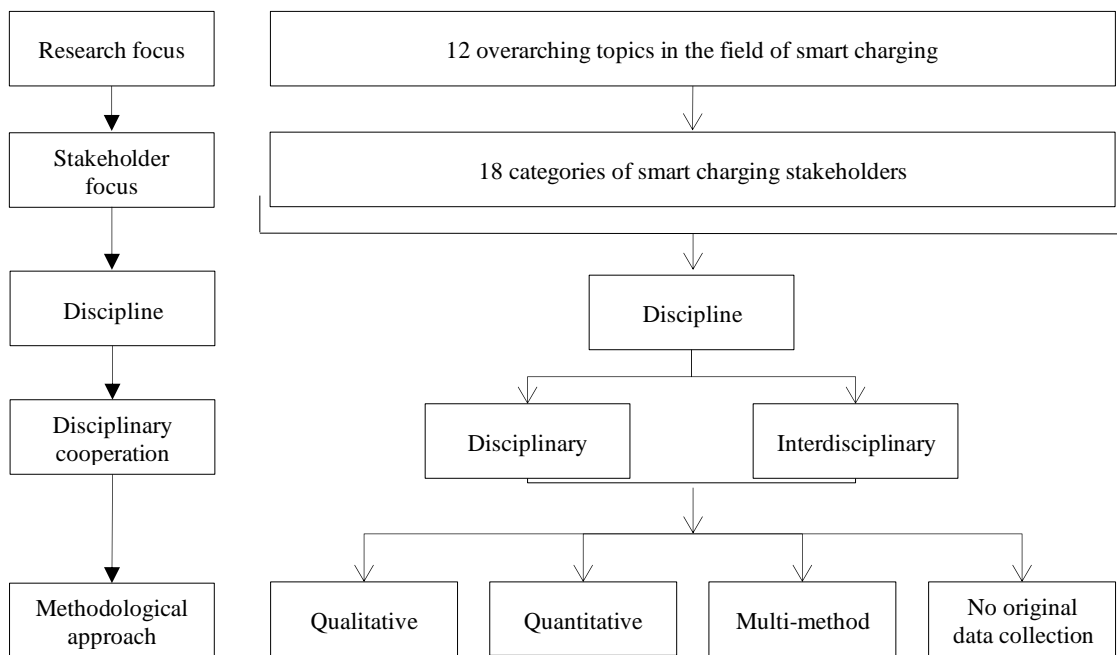 Research focus
12 overarching topics in the field of smart charging
Stakeholder
focus
18 categories of smart charging stakeholders
Discipline
Discipline
Disciplinary
cooperation
Disciplinary
Interdisciplinary
Methodological
approach
Qualitative
Quantitative
Multi-method
No original
data collection